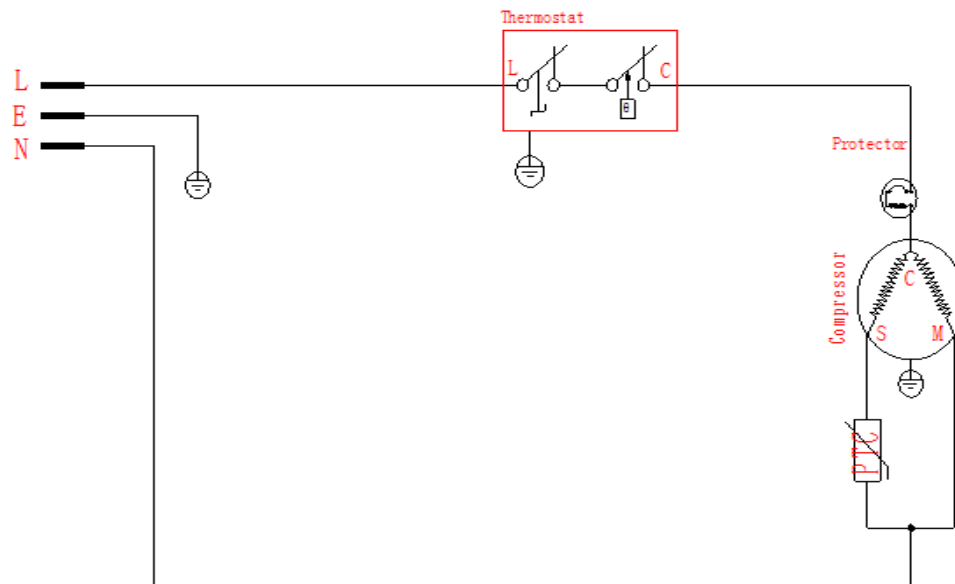 Thermostat
L
L
C
θ
E
N
Protector
Compressor
C
S
M
PTC